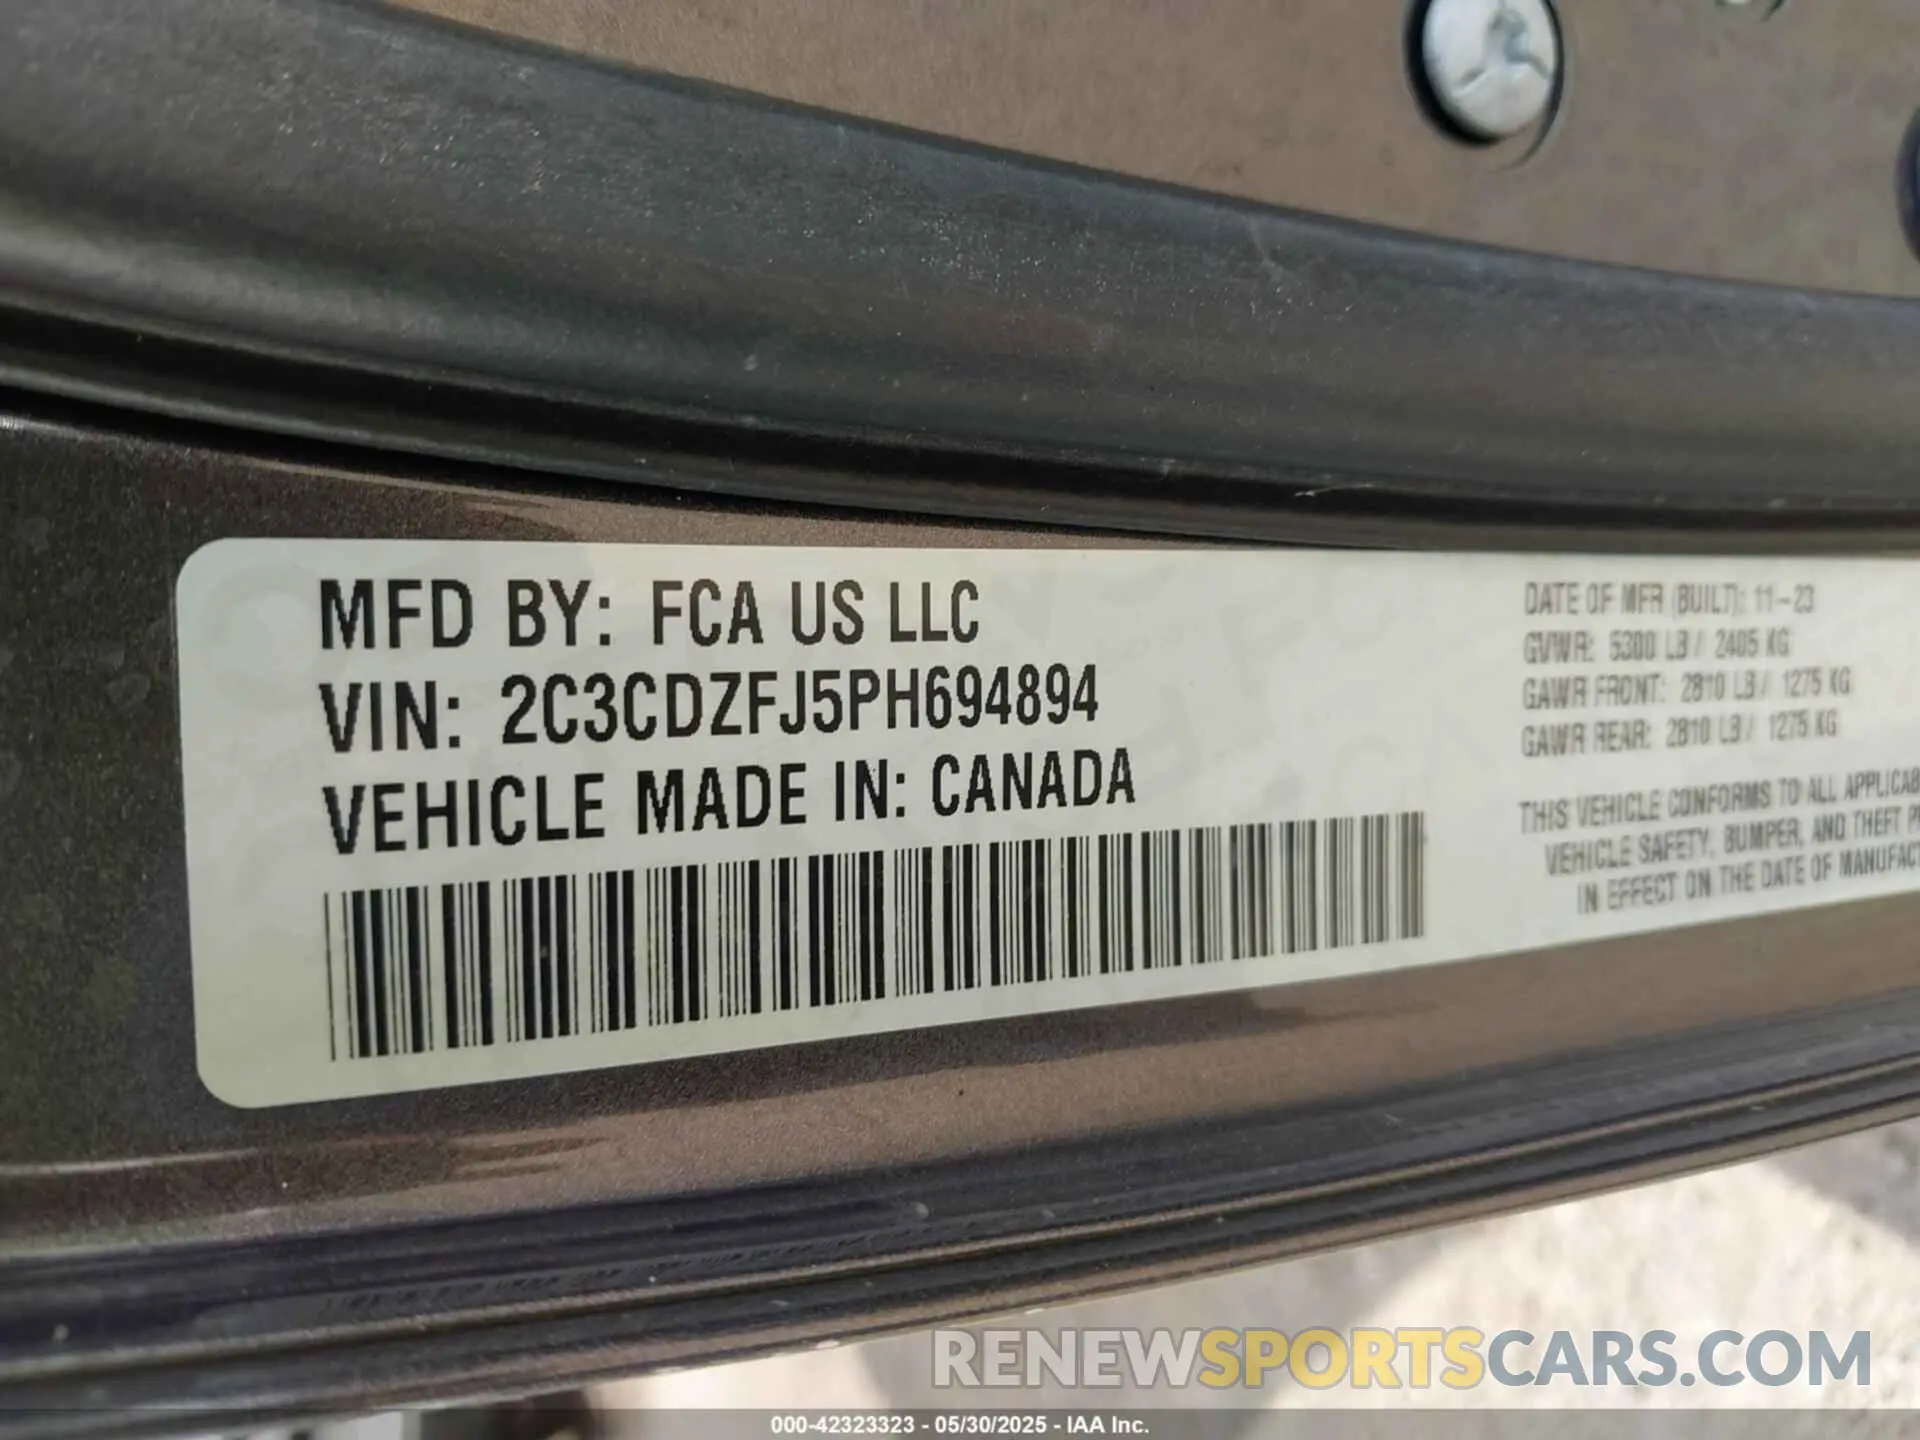 MFD BY: FCA US LLC
VIN: 2C3CDZFJ5PH694894
VEHICLE MADE IN: CANADA
DATE OF MFR (BUILT): 11-23
GVWR: 5300 LB / 2405 KG
GAWR FRONT: 2810 LB / 1275 KG
GAWR REAR: 2810 LB / 1275 KG
THIS VEHICLE CONFORMS TO ALL APPLICAB
VEHICLE SAFETY, BUMPER, AND THEFT P
IN EFFECT ON THE DATE OF MANUFACT
RENEWSPORTSCARS.COM
000-42323323 - 05/30/2025 - IAA Inc.